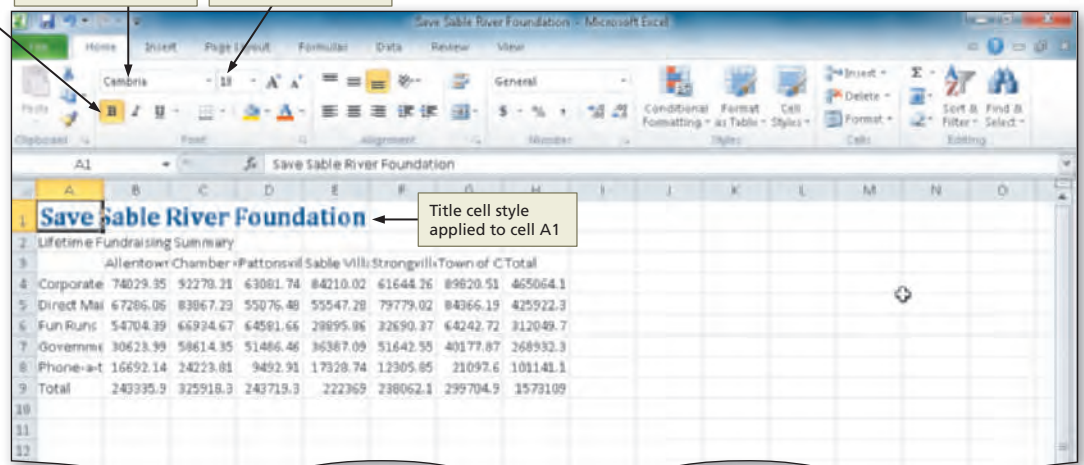 Save Sable River Foundation - Microsoft Excel
File Home Insert Page Layout Formulas Data Review View
Cambria 18 A A General Insert Σ
Paste B I U A $ % , Conditional Formatting Format as Table Cell Styles Delete Format Sort & Filter Find & Select
Clipboard Font Alignment Number Styles Cells Editing
A1 fx Save Sable River Foundation
A B C D E F G H I J K L M N O
1 Save Sable River Foundation
Title cell style
applied to cell A1
2 Lifetime Fundraising Summary
3 Allentown Chamber Pattonsvil Sable Villa Strongvill Town of C Total
4 Corporate 74029.35 92278.21 63081.74 84210.02 61644.26 89820.51 465064.1
5 Direct Mai 67286.06 83867.23 55076.48 55547.28 79779.02 84366.19 425922.3
6 Fun Runs 54704.39 66934.67 64581.66 28895.86 32690.37 64242.72 312049.7
7 Governme 30623.99 58614.35 51486.46 36387.09 51642.55 40177.87 268932.3
8 Phone-a-t 16692.14 24223.81 9492.91 17328.74 12305.85 21097.6 101141.1
9 Total 243335.9 325918.3 243719.3 222369 238062.1 299704.9 1573109
10
11
12